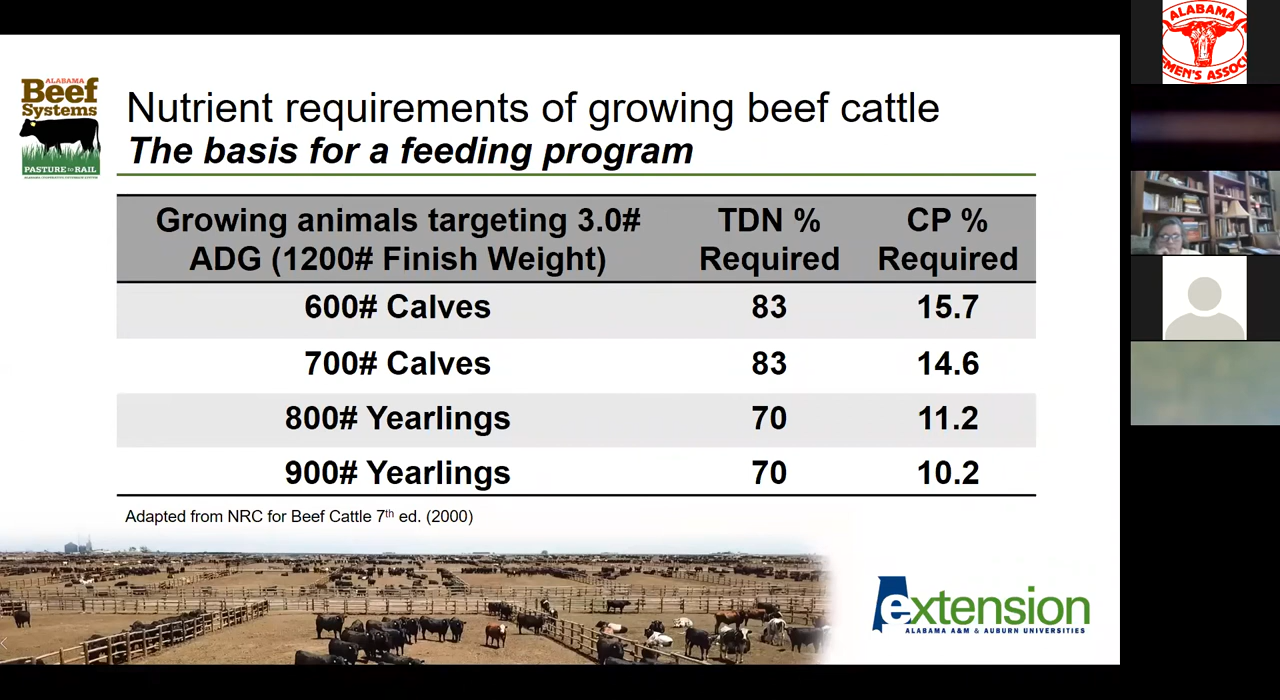 ALABAMA
Beef
Systems
PASTURE to RAIL
Nutrient requirements of growing beef cattle
The basis for a feeding program
Growing animals targeting 3.0# ADG (1200# Finish Weight) TDN % Required CP % Required
600# Calves 83 15.7
700# Calves 83 14.6
800# Yearlings 70 11.2
900# Yearlings 70 10.2
Adapted from NRC for Beef Cattle 7th ed. (2000)
extension
ALABAMA A&M & AUBURN UNIVERSITIES
ALABAMA
EMEN'S ASSOCI